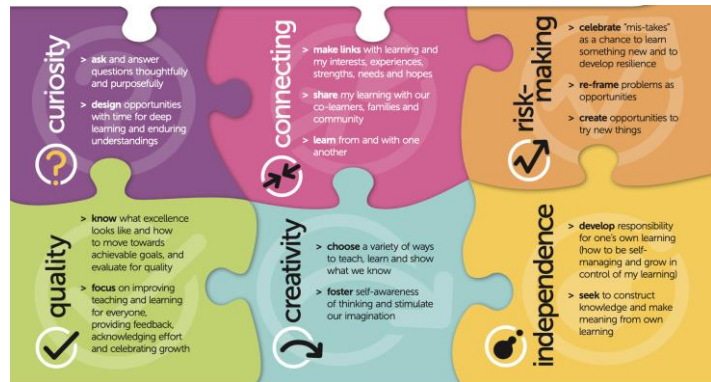 curiosity
> ask and answer
questions thoughtfully
and purposefully
> design opportunities
with time for deep
learning and enduring
understandings
?
connecting
> make links with learning and
my interests, experiences,
strengths, needs and hopes
> share my learning with our
co-learners, families and
community
> learn from and with one
another
risk-
making
> celebrate "mis-takes"
as a chance to learn
something new and to
develop resilience
> re-frame problems as
opportunities
> create opportunities to
try new things
quality
> know what excellence
looks like and how
to move towards
achievable goals, and
evaluate for quality
> focus on improving
teaching and learning
for everyone,
providing feedback,
acknowledging effort
and celebrating growth
creativity
> choose a variety of ways
to teach, learn and show
what we know
> foster self-awareness
of thinking and stimulate
our imagination
independence
> develop responsibility
for one's own learning
(how to be self-
managing and grow in
control of my learning)
> seek to construct
knowledge and make
meaning from own
learning